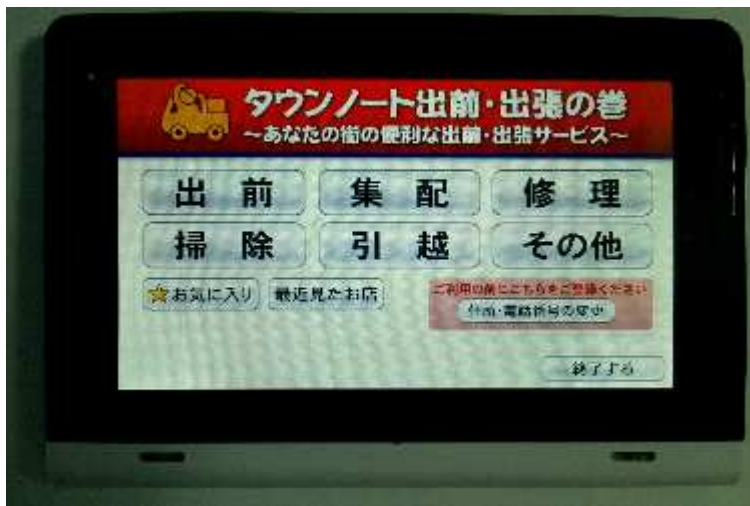 タウンノート出前・出張の巻
～あなたの街の便利な出前・出張サービス～
出 前
集 配
修 理
掃 除
引 越
その他
お気に入り
最近見たお店
ご利用の前にこちらをご登録ください
住所・電話番号の変更
終了する